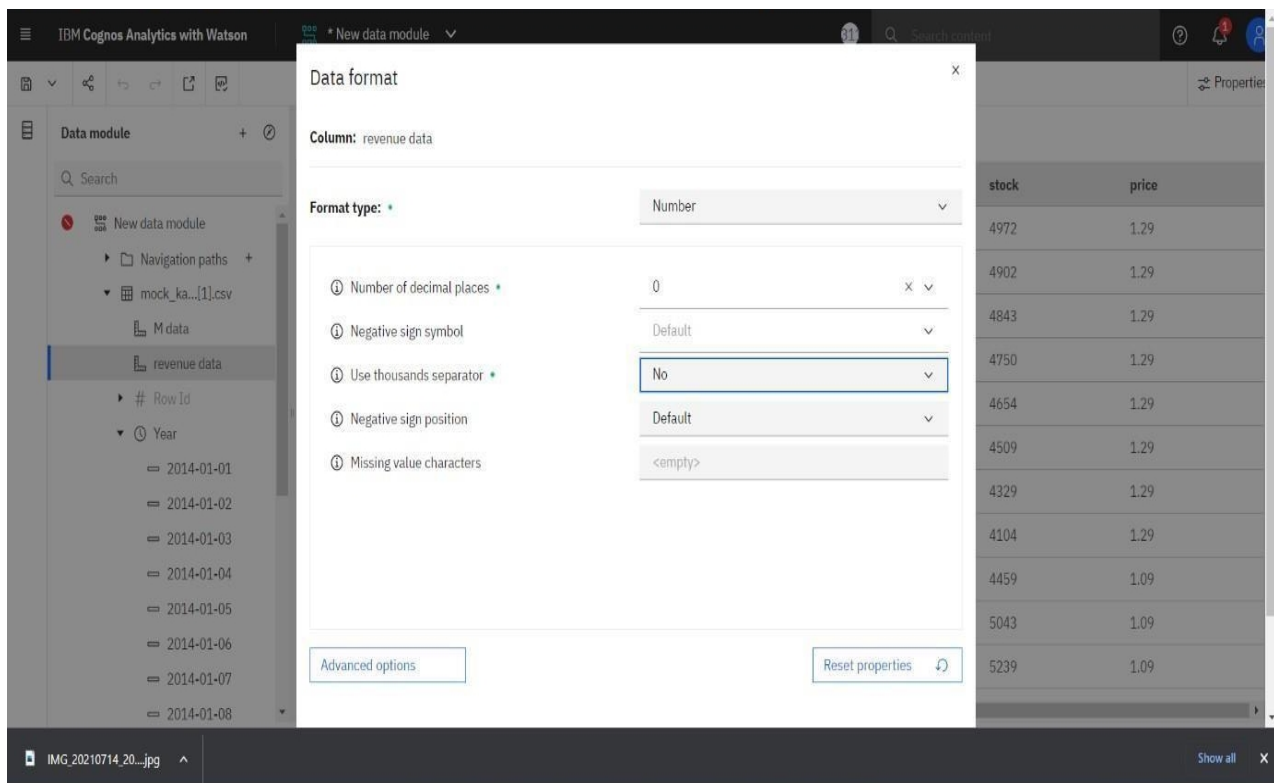 IBM Cognos Analytics with Watson
* New data module
Search content
1
Data format
Properties
Data module
Column: revenue data
Search
Format type:
Number
stock price
New data module
4972 1.29
Navigation paths
Number of decimal places
0
4902 1.29
mock_ka...[1].csv
Negative sign symbol
Default
4843 1.29
M data
revenue data
Use thousands separator
No
4750 1.29
# Row Id
Negative sign position
Default
4654 1.29
Year
Missing value characters
<empty>
4509 1.29
2014-01-01
4329 1.29
2014-01-02
2014-01-03
4104 1.29
2014-01-04
4459 1.09
2014-01-05
5043 1.09
2014-01-06
Advanced options
Reset properties
5239 1.09
2014-01-07
2014-01-08
IMG_20210714_20....jpg
Show all